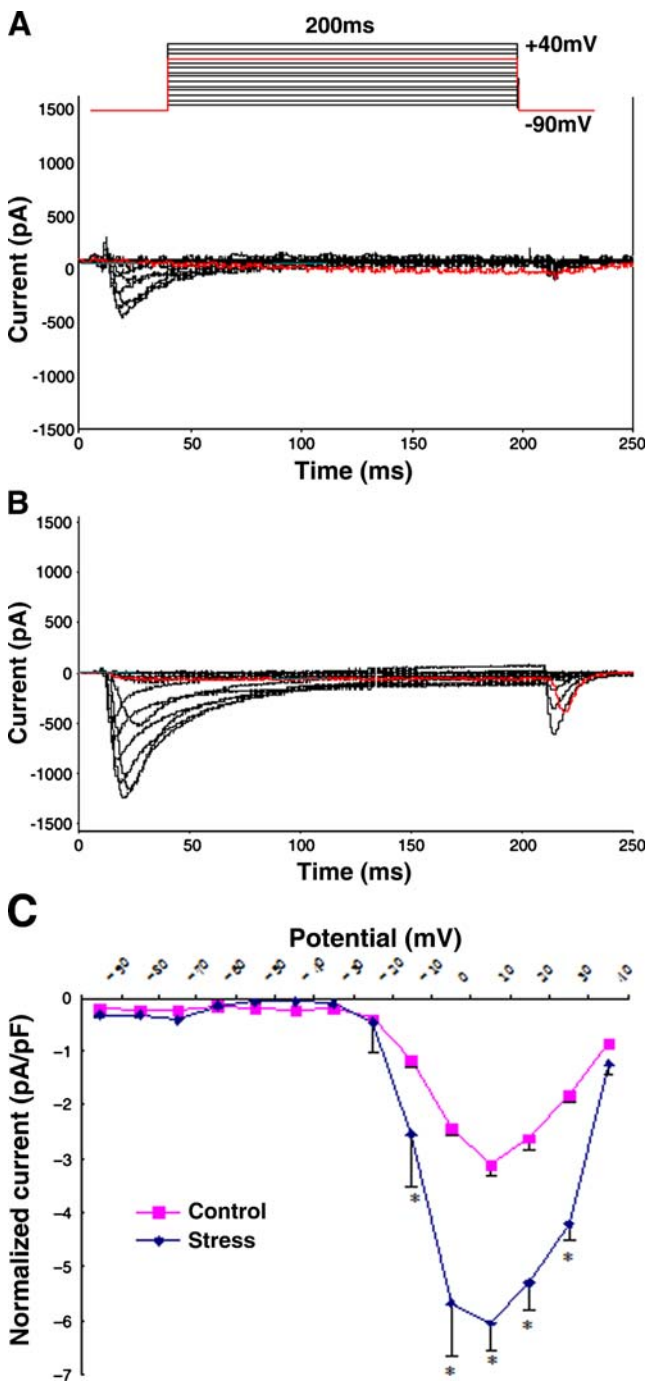 A
200ms
+40mV
-90mV
1500
1000
500
0
-500
-1000
-1500
Current (pA)
0 50 100 150 200 250
Time (ms)
B
1500
1000
500
0
-500
-1000
-1500
Current (pA)
0 50 100 150 200 250
Time (ms)
C
Potential (mV)
-90 -80 -70 -60 -50 -40 -30 -20 -10 0 10 20 30 40
0
-1
-2
-3
-4
-5
-6
-7
Normalized current (pA/pF)
Control
Stress
*
* * * *